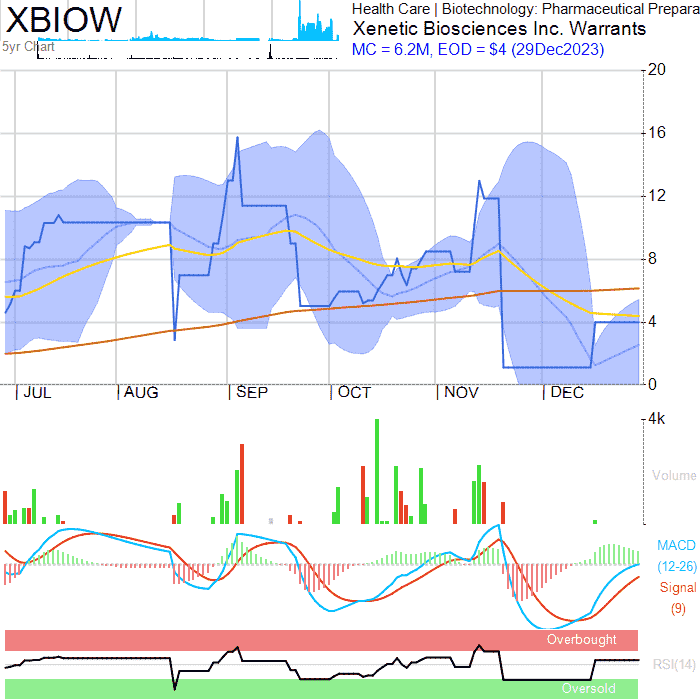 XBIOW
Health Care | Biotechnology: Pharmaceutical Prepara
Xenetic Biosciences Inc. Warrants
5yr Chart
MC = 6.2M, EOD = $4 (29Dec2023)
20
16
12
8
4
0
JUL AUG SEP OCT NOV DEC
4k
Volume
MACD
(12-26)
Signal
(9)
Overbought
RSI(14)
Oversold